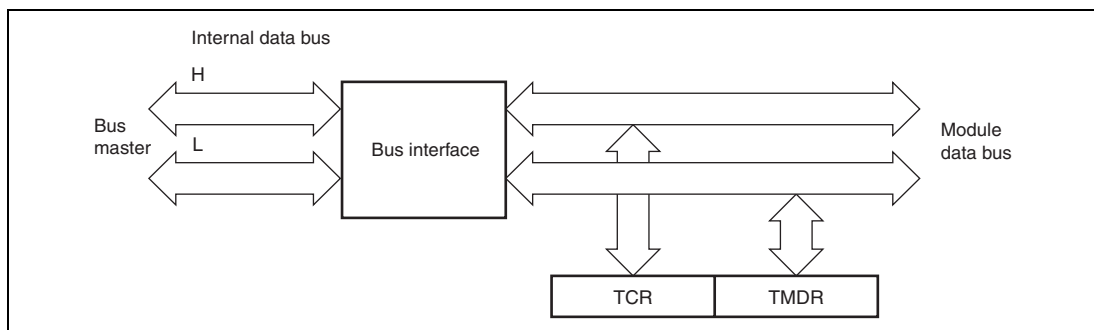 Internal data bus
H
Bus
master
L
Bus interface
Module
data bus
TCR
TMDR